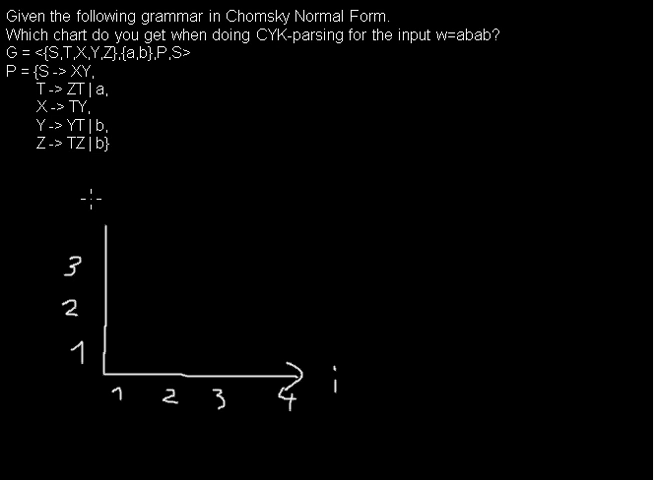 Given the following grammar in Chomsky Normal Form.
Which chart do you get when doing CYK-parsing for the input w=abab?
G = <{S,T,X,Y,Z},{a,b},P,S>
P = {S -> XY,
T -> ZT | a,
X -> TY,
Y -> YT | b,
Z -> TZ | b}
3
2
1
1 2 3 4 i